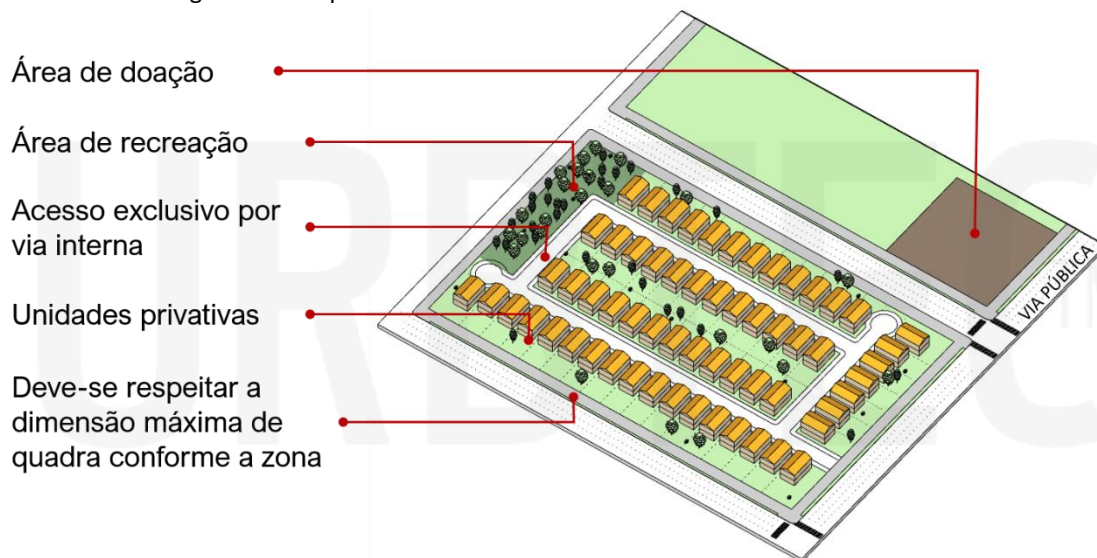 Área de doação
Área de recreação
Acesso exclusivo por
via interna
Unidades privativas
Deve-se respeitar a
dimensão máxima de
quadra conforme a zona
VIA PÚBLICA